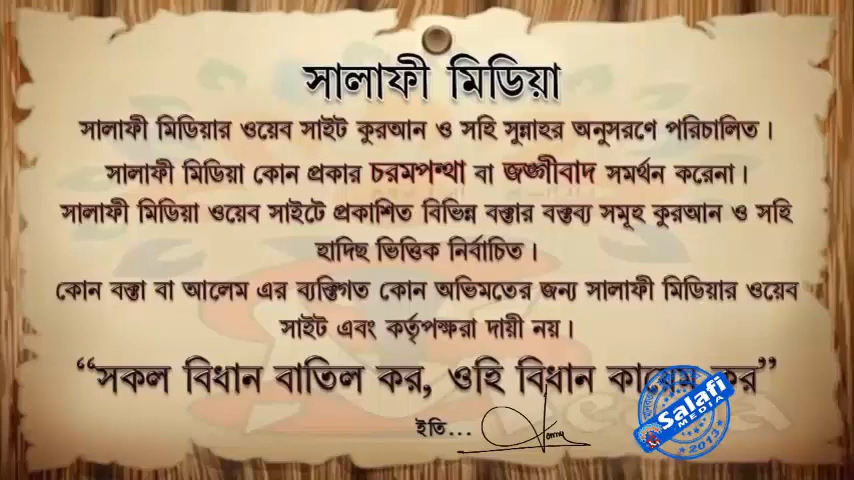 সালাফী মিডিয়া
সালাফী মিডিয়ার ওয়েব সাইট কুরআন ও সহি সুন্নাহর অনুসরণে পরিচালিত।
সালাফী মিডিয়া কোন প্রকার চরমপন্থা বা জঙ্গীবাদ সমর্থন করেনা।
সালাফী মিডিয়া ওয়েব সাইটে প্রকাশিত বিভিন্ন বক্তার বক্তব্য সমূহ কুরআন ও সহি
হাদিছ ভিত্তিক নির্বাচিত।
কোন বক্তা বা আলেম এর ব্যক্তিগত কোন অভিমতের জন্য সালাফী মিডিয়ার ওয়েব
সাইট এবং কর্তৃপক্ষরা দায়ী নয়।
“সকল বিধান বাতিল কর, ওহি বিধান কায়েম কর”
ইতি...
Salafi
MEDIA
2013